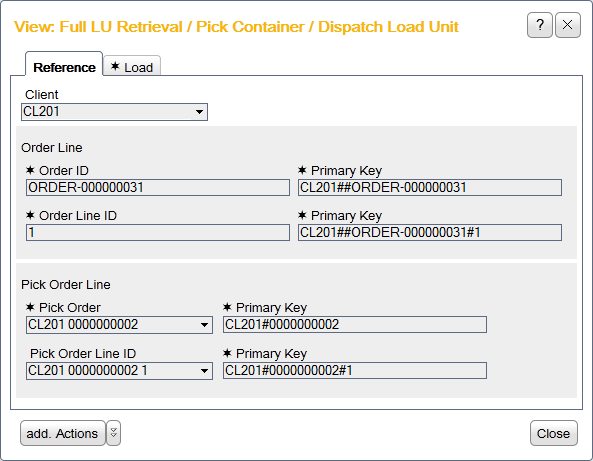 View: Full LU Retrieval / Pick Container / Dispatch Load Unit ?
Reference ✶ Load
Client
CL201
Order Line
✶ Order ID ✶ Primary Key
ORDER-000000031 CL201##ORDER-000000031
✶ Order Line ID ✶ Primary Key
1 CL201##ORDER-000000031#1
Pick Order Line
✶ Pick Order ✶ Primary Key
CL201 0000000002 CL201#0000000002
Pick Order Line ID ✶ Primary Key
CL201 0000000002 1 CL201#0000000002#1
add. Actions Close